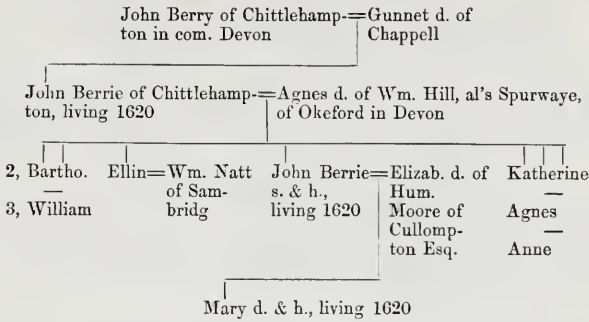 John Berry of Chittlehamp-=Gunnet d. of
ton in com. Devon Chappell
John Berrie of Chittlehamp-=Agnes d. of Wm. Hill, al's Spurwaye,
ton, living 1620 of Okeford in Devon
2, Bartho. Ellin=Wm. Natt John Berrie=Elizab. d. of Katherine
— of Sam- s. & h., Hum. —
3, William bridg living 1620 Moore of Agnes
Cullomp- —
ton Esq. Anne
Mary d. & h., living 1620